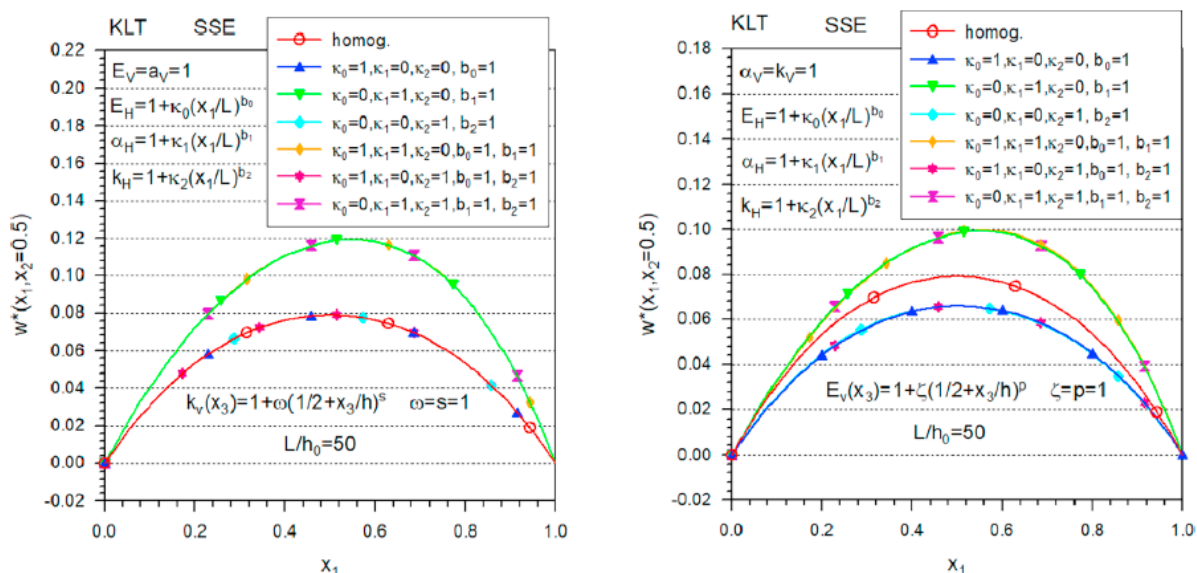 KLT SSE
homog.
κ₀=1,κ₁=0,κ₂=0, b₀=1
κ₀=0,κ₁=1,κ₂=0, b₁=1
κ₀=0,κ₁=0,κ₂=1, b₂=1
κ₀=1,κ₁=1,κ₂=0,b₀=1, b₁=1
κ₀=1,κ₁=0,κ₂=1,b₀=1, b₂=1
κ₀=0,κ₁=1,κ₂=1,b₁=1, b₂=1
E_V=a_V=1
E_H=1+κ₀(x₁/L)^b₀
α_H=1+κ₁(x₁/L)^b₁
k_H=1+κ₂(x₁/L)^b₂
0.22
0.20
0.18
0.16
0.14
0.12
0.10
0.08
0.06
0.04
0.02
0.00
-0.02
w*(x₁,x₂=0.5)
k_v(x₃)=1+ω(1/2+x₃/h)^s ω=s=1
L/h₀=50
0.0 0.2 0.4 0.6 0.8 1.0
x₁
KLT SSE
homog.
κ₀=1,κ₁=0,κ₂=0, b₀=1
κ₀=0,κ₁=1,κ₂=0, b₁=1
κ₀=0,κ₁=0,κ₂=1, b₂=1
κ₀=1,κ₁=1,κ₂=0,b₀=1, b₁=1
κ₀=1,κ₁=0,κ₂=1,b₀=1, b₂=1
κ₀=0,κ₁=1,κ₂=1,b₁=1, b₂=1
α_V=k_V=1
E_H=1+κ₀(x₁/L)^b₀
α_H=1+κ₁(x₁/L)^b₁
k_H=1+κ₂(x₁/L)^b₂
0.18
0.16
0.14
0.12
0.10
0.08
0.06
0.04
0.02
0.00
-0.02
w*(x₁,x₂=0.5)
E_v(x₃)=1+ζ(1/2+x₃/h)^p ζ=p=1
L/h₀=50
0.0 0.2 0.4 0.6 0.8 1.0
x₁